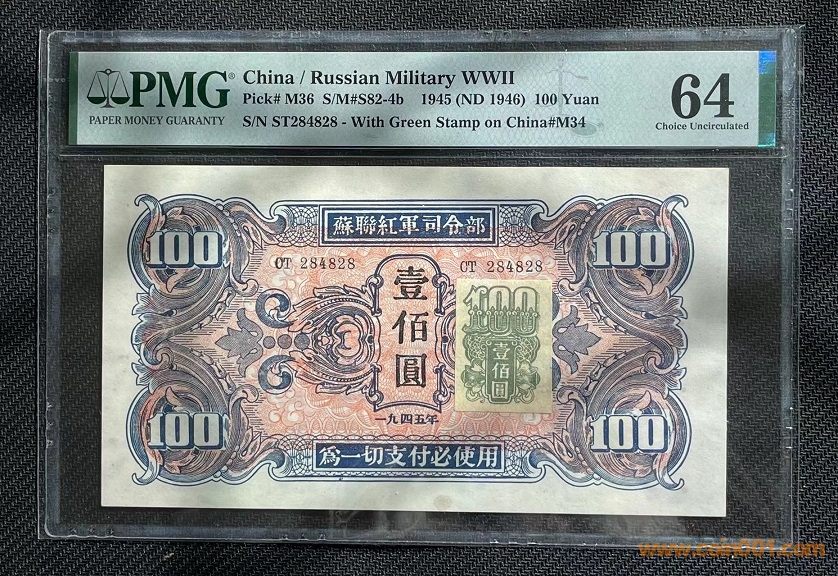 PMG®
PAPER MONEY GUARANTY
China / Russian Military WWII
Pick# M36 S/M#S82-4b 1945 (ND 1946) 100 Yuan
S/N ST284828 - With Green Stamp on China#M34
64
Choice Uncirculated
蘇聯紅軍司令部
100
100
CT 284828
CT 284828
壹佰圓
100
壹佰圓
一九四五年
100
100
爲一切支付必使用
www.coin001.com